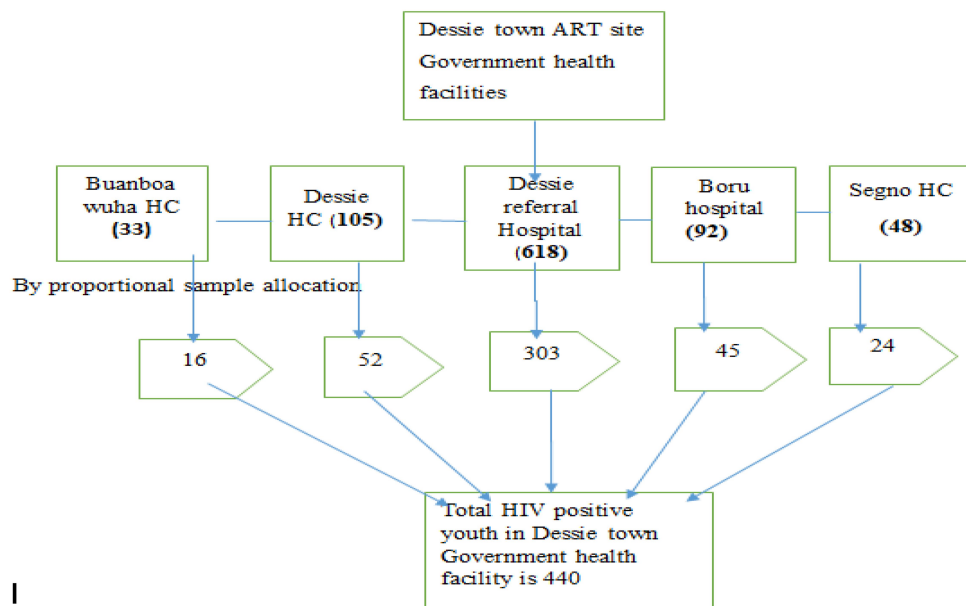 Dessie town ART site
Government health
facilities
Buanboa
wuha HC
(33)
Dessie
HC (105)
Dessie
referral
Hospital
(618)
Boru
hospital
(92)
Segno HC
(48)
By proportional sample allocation
16
52
303
45
24
Total HIV positive
youth in Dessie town
Government health
facility is 440
I